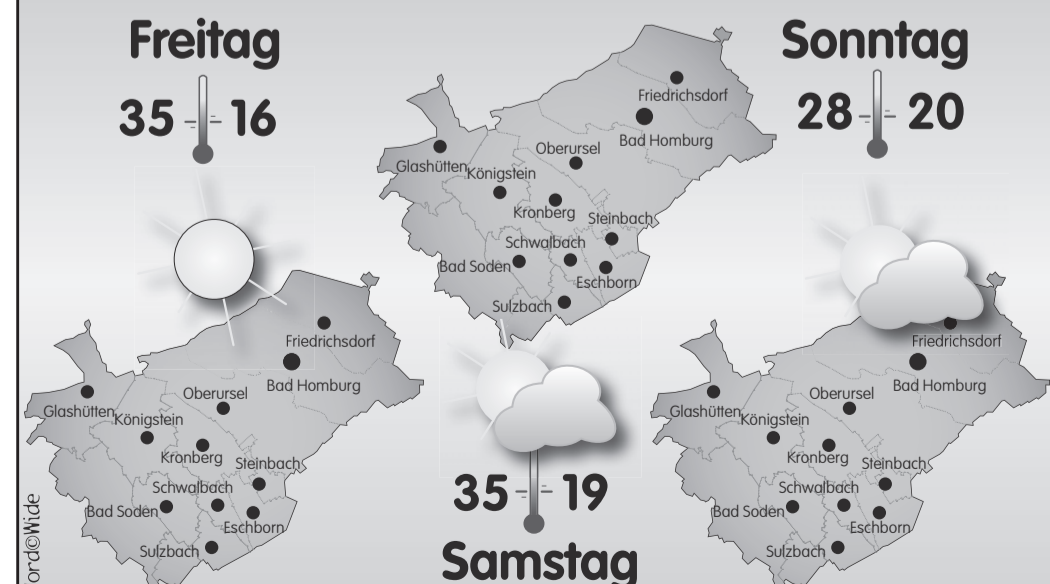 Freitag
35 16
Friedrichsdorf
Bad Homburg
Oberursel
Glashütten
Königstein
Kronberg
Steinbach
Schwalbach
Bad Soden
Eschborn
Sulzbach
Friedrichsdorf
Bad Homburg
Oberursel
Glashütten
Königstein
Kronberg
Steinbach
Schwalbach
Bad Soden
Eschborn
Sulzbach
35 19
Samstag
Sonntag
28 20
Friedrichsdorf
Bad Homburg
Oberursel
Glashütten
Königstein
Kronberg
Steinbach
Schwalbach
Bad Soden
Eschborn
Sulzbach
ord©Wide